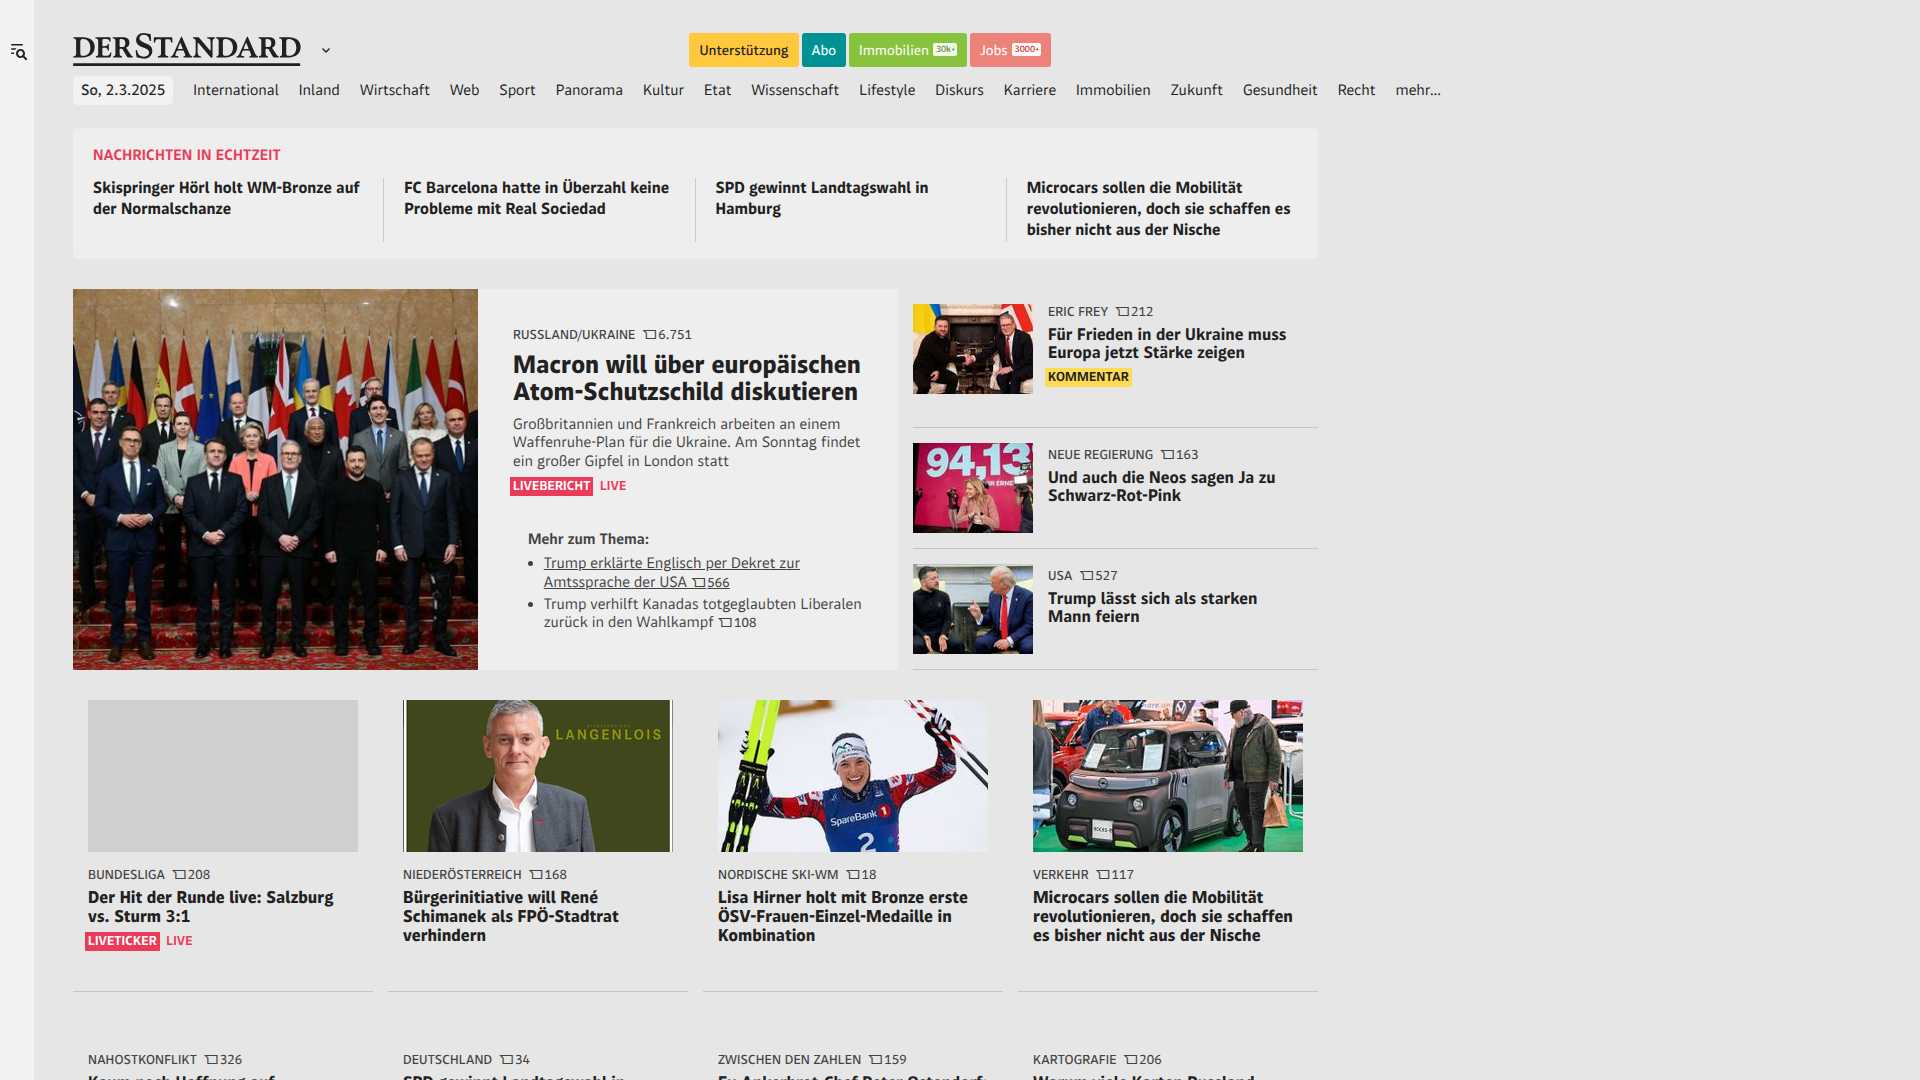 DERSTANDARD
Unterstützung
Abo
Immobilien 30k+
Jobs 3000+
So, 2.3.2025
International
Inland
Wirtschaft
Web
Sport
Panorama
Kultur
Etat
Wissenschaft
Lifestyle
Diskurs
Karriere
Immobilien
Zukunft
Gesundheit
Recht
mehr...
NACHRICHTEN IN ECHTZEIT
Skispringer Hörl holt WM-Bronze auf
der Normalschanze
FC Barcelona hatte in Überzahl keine
Probleme mit Real Sociedad
SPD gewinnt Landtagswahl in
Hamburg
Microcars sollen die Mobilität
revolutionieren, doch sie schaffen es
bisher nicht aus der Nische
RUSSLAND/UKRAINE 6.751
Macron will über europäischen
Atom-Schutzschild diskutieren
Großbritannien und Frankreich arbeiten an einem
Waffenruhe-Plan für die Ukraine. Am Sonntag findet
ein großer Gipfel in London statt
LIVEBERICHT LIVE
Mehr zum Thema:
Trump erklärte Englisch per Dekret zur
Amtssprache der USA 566
Trump verhilft Kanadas totgeglaubten Liberalen
zurück in den Wahlkampf 108
ERIC FREY 212
Für Frieden in der Ukraine muss
Europa jetzt Stärke zeigen
KOMMENTAR
94,13
NEUE REGIERUNG 163
Und auch die Neos sagen Ja zu
Schwarz-Rot-Pink
USA 527
Trump lässt sich als starken
Mann feiern
BUNDESLIGA 208
Der Hit der Runde live: Salzburg
vs. Sturm 3:1
LIVETICKER LIVE
LANGENLOIS
NIEDERÖSTERREICH 168
Bürgerinitiative will René
Schimanek als FPÖ-Stadtrat
verhindern
SpareBank 1
2
NORDISCHE SKI-WM 18
Lisa Hirner holt mit Bronze erste
ÖSV-Frauen-Einzel-Medaille in
Kombination
VERKEHR 117
Microcars sollen die Mobilität
revolutionieren, doch sie schaffen
es bisher nicht aus der Nische
NAHOSTKONFLIKT 326
DEUTSCHLAND 34
SPD gewinnt Landtagswahl in
ZWISCHEN DEN ZAHLEN 159
KARTOGRAFIE 206